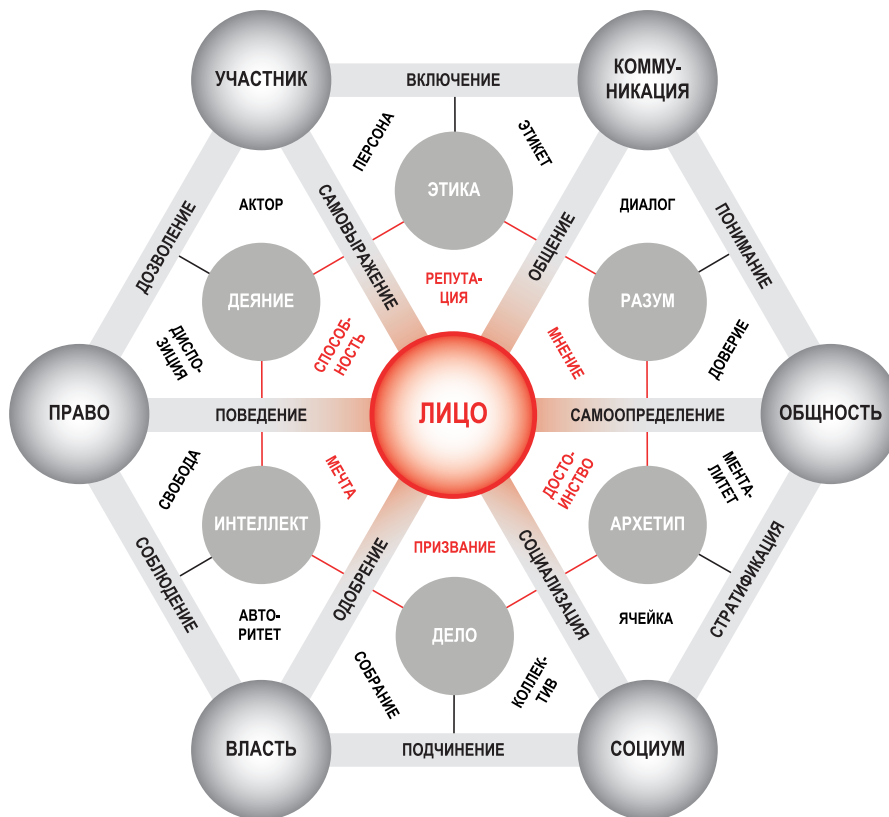 УЧАСТНИК
ВКЛЮЧЕНИЕ
КОММУ-
НИКАЦИЯ
ПЕРСОНА
ЭТИКЕТ
ЭТИКА
АКТОР
ДИАЛОГ
ДОЗВОЛЕНИЕ
САМОВЫРАЖЕНИЕ
ОБЩЕНИЕ
ПОНИМАНИЕ
ДЕЯНИЕ
РЕПУТА-
ЦИЯ
РАЗУМ
ДИСПО-
ЗИЦИЯ
СПОСОБ-
НОСТЬ
МНЕНИЕ
ДОВЕРИЕ
ПРАВО
ПОВЕДЕНИЕ
ЛИЦО
САМООПРЕДЕЛЕНИЕ
ОБЩНОСТЬ
СВОБОДА
МЕЧТА
ДОСТО-
ИНСТВО
МЕНТА-
ЛИТЕТ
ИНТЕЛЛЕКТ
ПРИЗВАНИЕ
АРХЕТИП
СОБЛЮДЕНИЕ
ОДОБРЕНИЕ
СОЦИАЛИЗАЦИЯ
СТРАТИФИКАЦИЯ
АВТО-
РИТЕТ
ДЕЛО
ЯЧЕЙКА
СОБРАНИЕ
КОЛЛЕК-
ТИВ
ВЛАСТЬ
ПОДЧИНЕНИЕ
СОЦИУМ